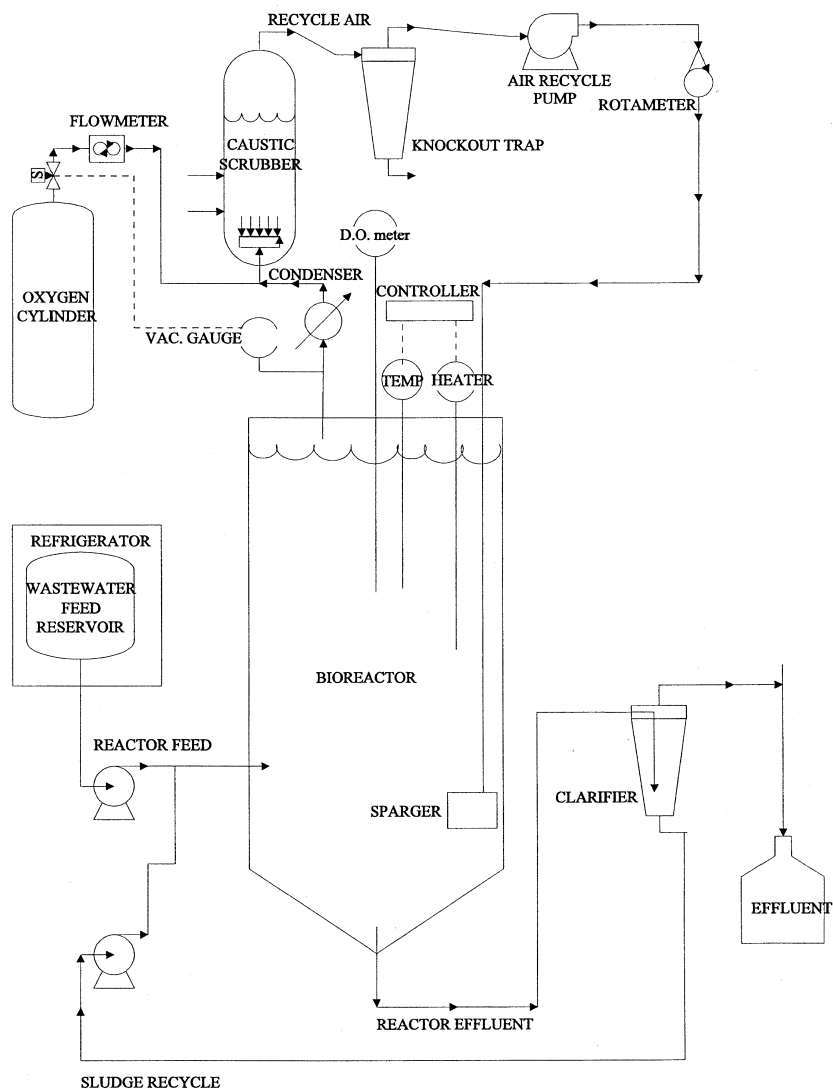 RECYCLE AIR
AIR RECYCLE
PUMP
ROTAMETER
FLOWMETER
CAUSTIC
SCRUBBER
KNOCKOUT TRAP
S
D.O. meter
CONDENSER
CONTROLLER
OXYGEN
CYLINDER
VAC. GAUGE
TEMP
HEATER
REFRIGERATOR
WASTEWATER
FEED
RESERVOIR
BIOREACTOR
REACTOR FEED
SPARGER
CLARIFIER
EFFLUENT
REACTOR EFFLUENT
SLUDGE RECYCLE